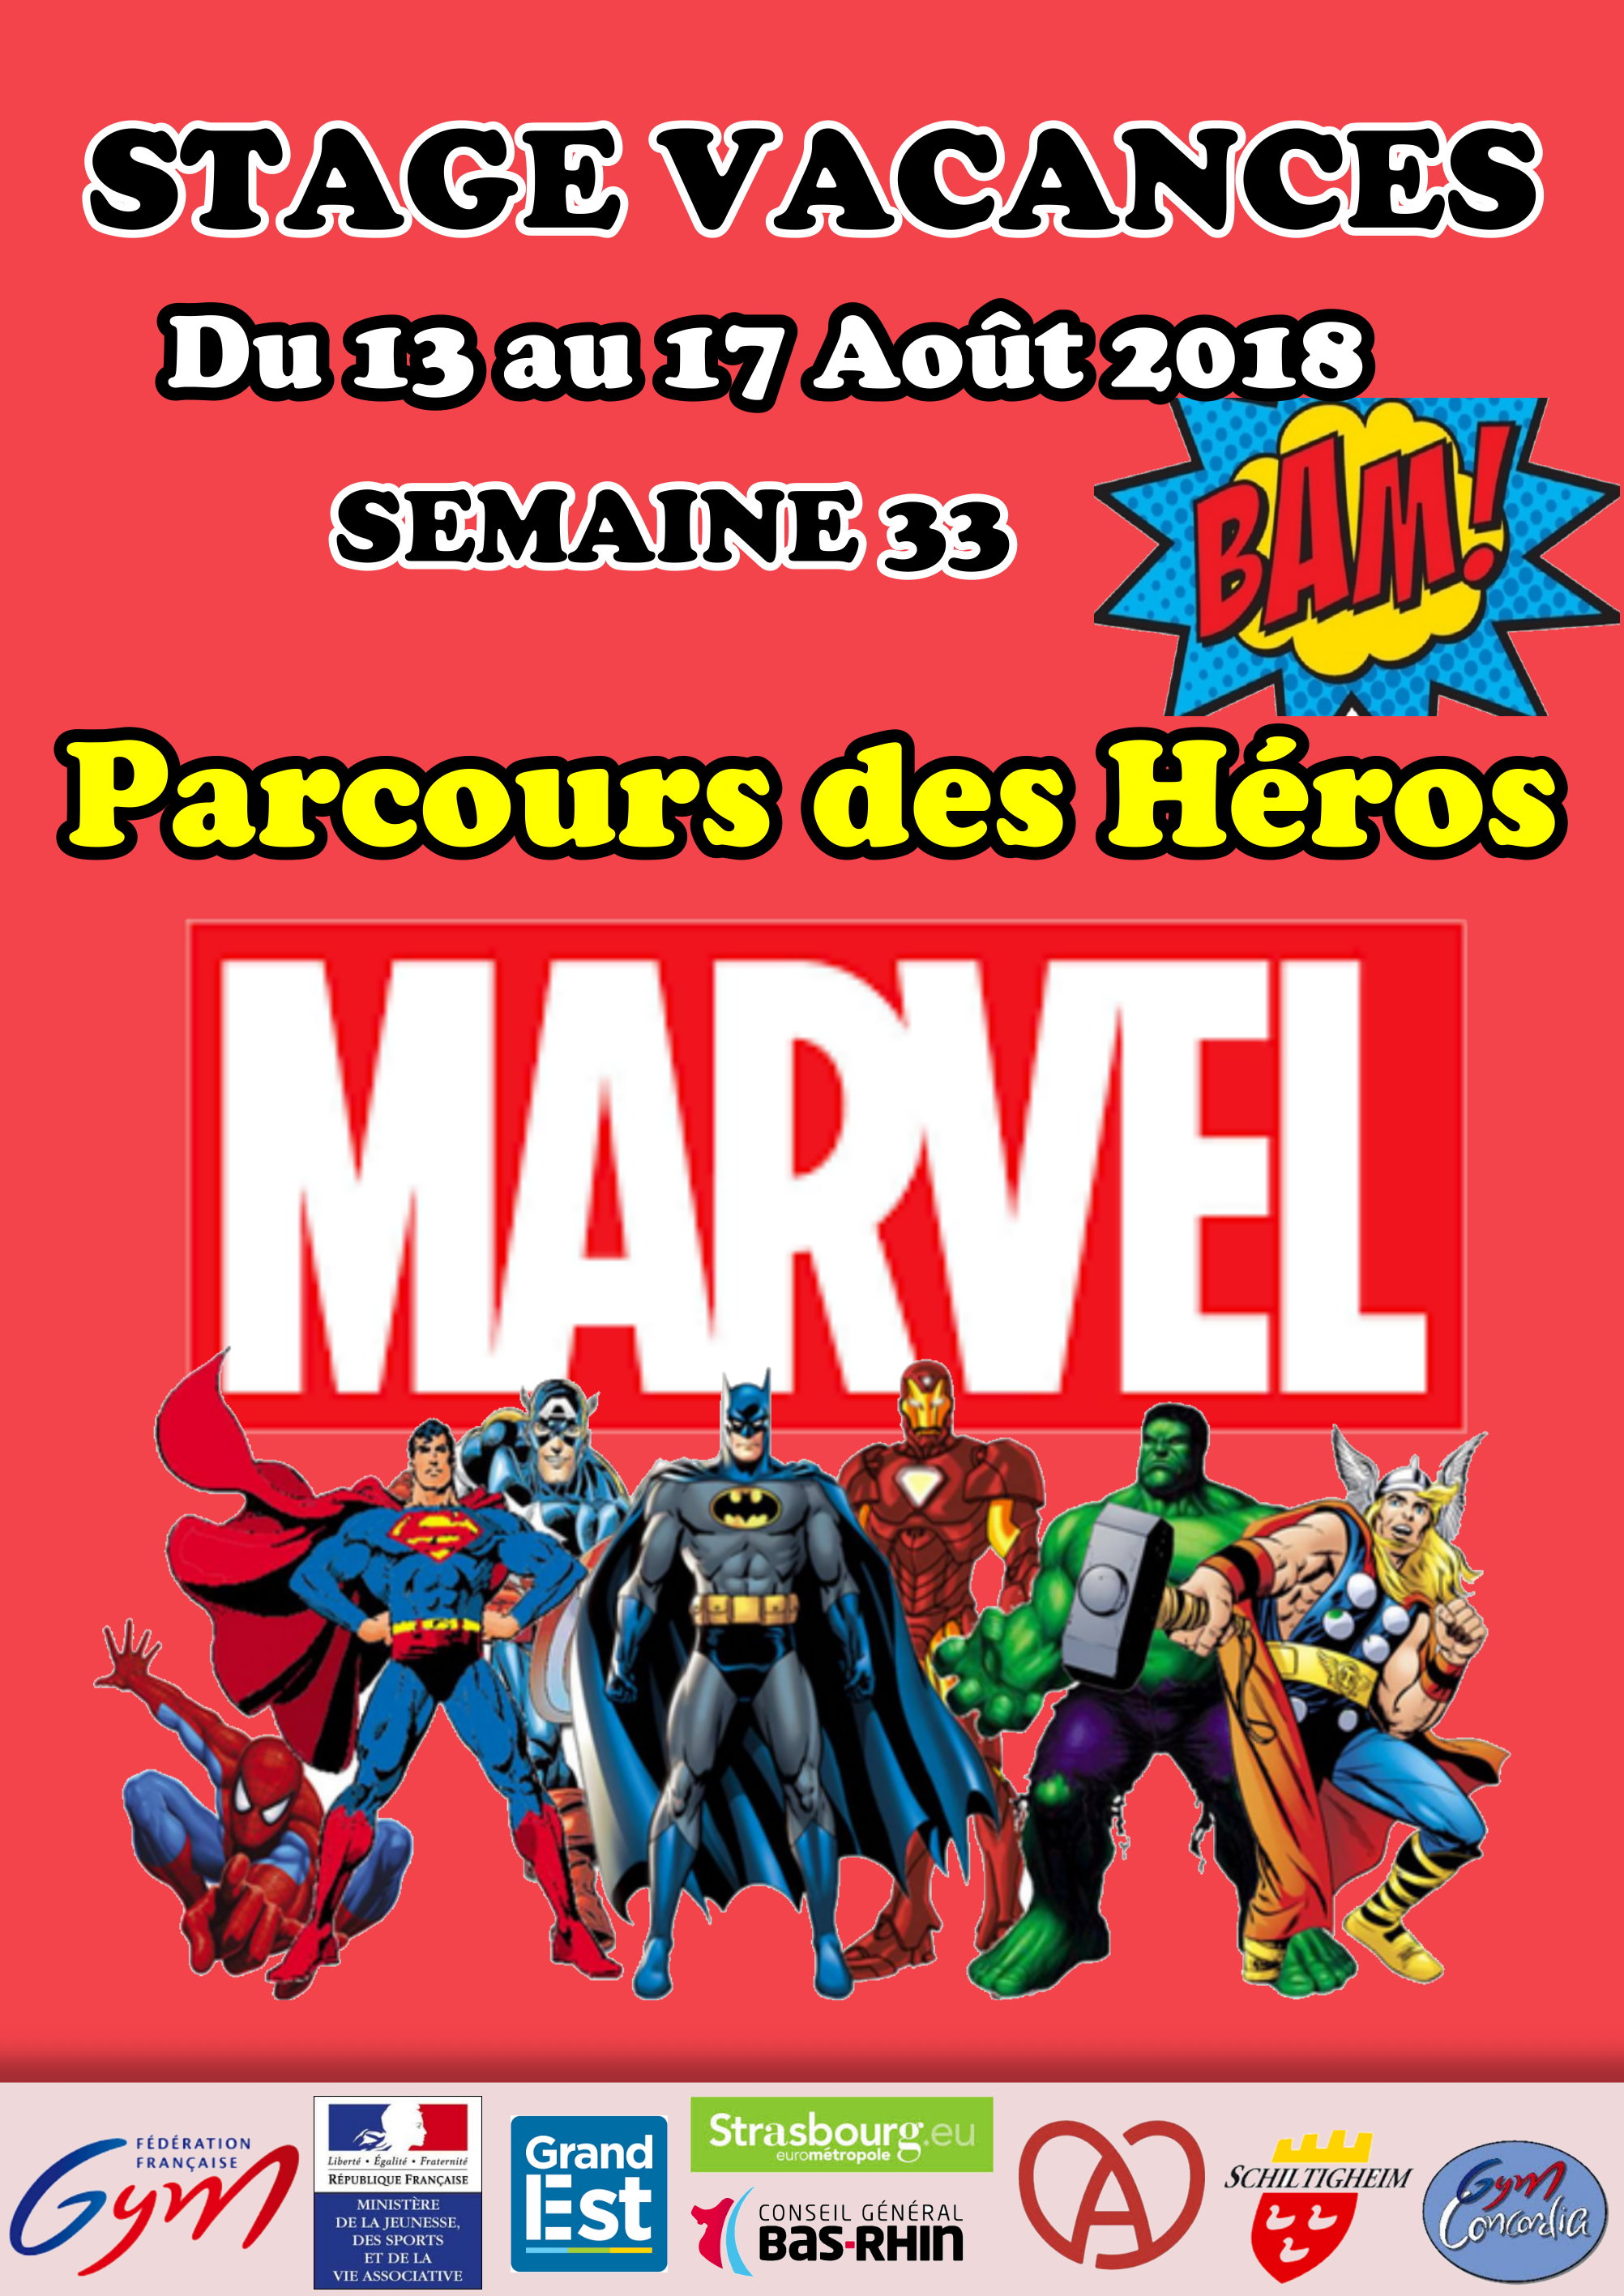 STAGE VACANCES
Du 13 au 17 Août 2018
SEMAINE 33
BAM!
Parcours des Héros
MARVEL
FÉDÉRATION
FRANÇAISE
Gym
Liberté • Égalité • Fraternité
RÉPUBLIQUE FRANÇAISE
MINISTÈRE
DE LA JEUNESSE,
DES SPORTS
ET DE LA
VIE ASSOCIATIVE
Grand
Est
Strasbourg.eu
eurométropole
CONSEIL GÉNÉRAL
BAS-RHIN
A
SCHILTIGHEIM
Gym
Concordia